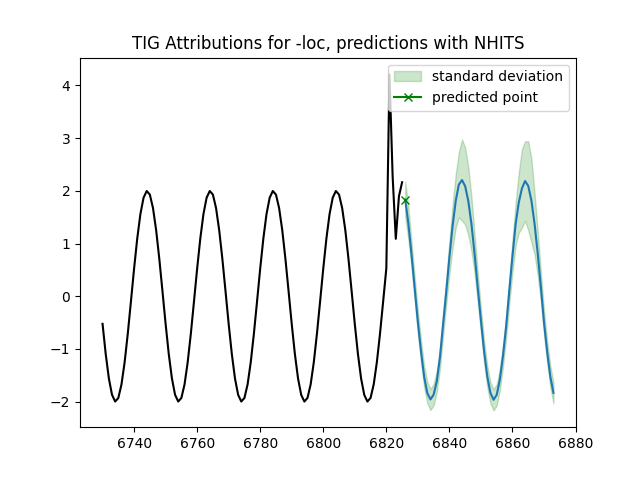 TIG Attributions for -loc, predictions with NHITS
standard deviation
predicted point
4
3
2
1
0
−1
−2
6740 6760 6780 6800 6820 6840 6860 6880